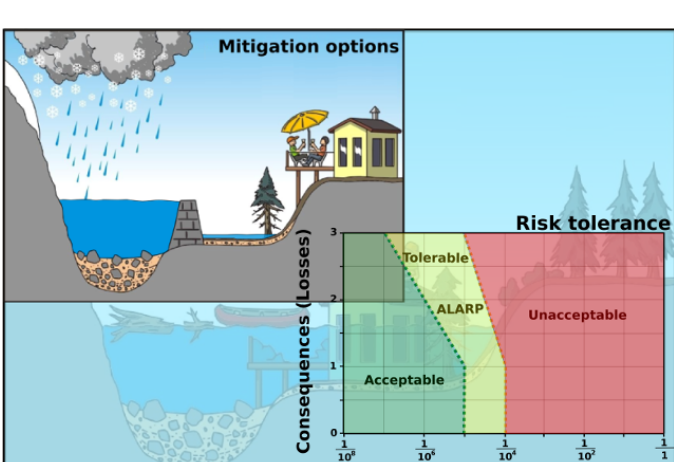 Mitigation options
Risk tolerance
Consequences (Losses)
3
2
1
0
Tolerable
ALARP
Unacceptable
Acceptable
1/10⁸
1/10⁶
1/10⁴
1/10²
1/1